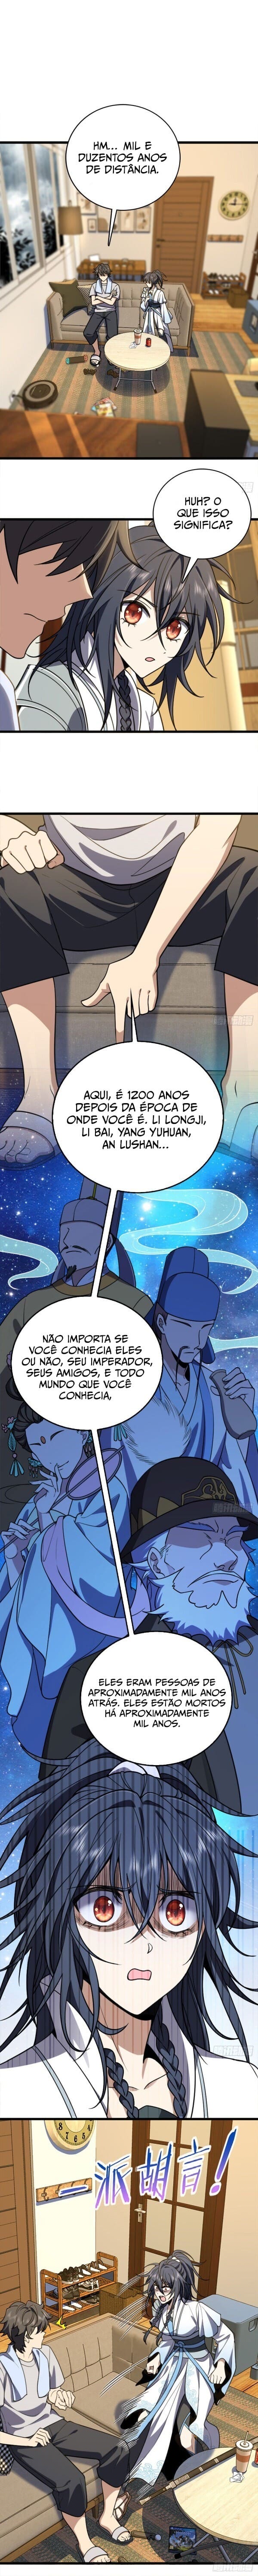 HM... MIL E
DUZENTOS ANOS
DE DISTÂNCIA.
HUH? O
QUE ISSO
SIGNIFICA?
AQUI, É 1200 ANOS
DEPOIS DA ÉPOCA DE
ONDE VOCÊ É. LI LONGJI,
LI BAI, YANG YUHUAN,
AN LUSHAN...
NÃO IMPORTA SE
VOCÊ CONHECIA ELES
OU NÃO, SEU IMPERADOR,
SEUS AMIGOS, E TODO
MUNDO QUE VOCÊ
CONHECIA,
ELES ERAM PESSOAS DE
APROXIMADAMENTE MIL ANOS
ATRÁS. ELES ESTÃO MORTOS
HÁ APROXIMADAMENTE
MIL ANOS.
一派胡言!